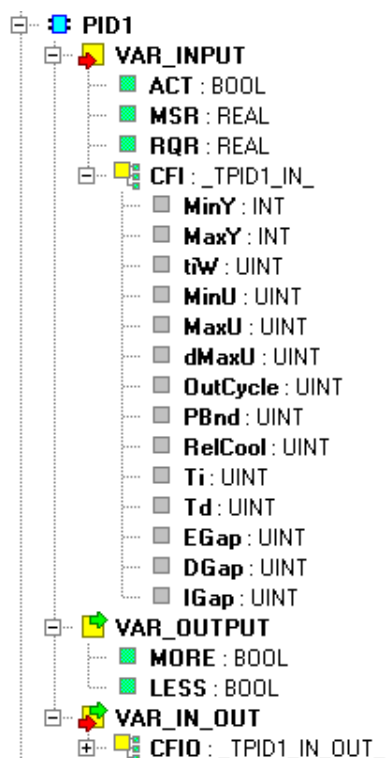 PID1
VAR_INPUT
ACT : BOOL
MSR : REAL
RQR : REAL
CFI : _TPID1_IN_
MinY : INT
MaxY : INT
tiW : UINT
MinU : UINT
MaxU : UINT
dMaxU : UINT
OutCycle : UINT
PBnd : UINT
RelCool : UINT
Ti : UINT
Td : UINT
EGap : UINT
DGap : UINT
IGap : UINT
VAR_OUTPUT
MORE : BOOL
LESS : BOOL
VAR_IN_OUT
CFIO : _TPID1_IN_OUT_